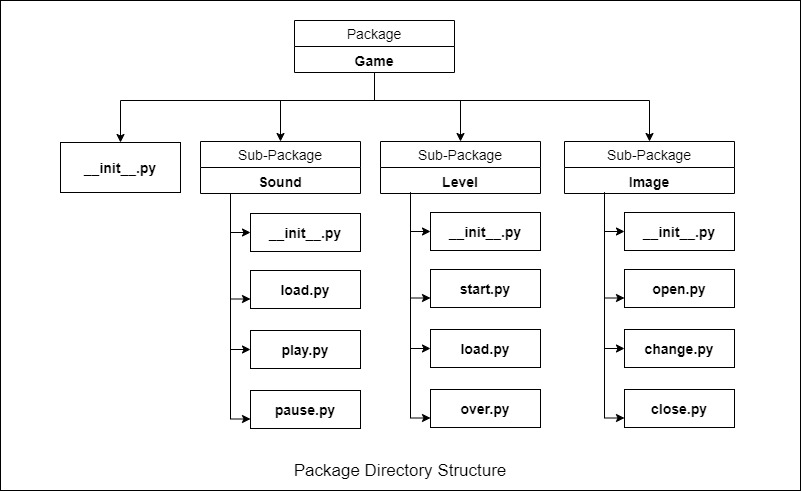 Package
Game
__init__.py
Sub-Package
Sound
__init__.py
load.py
play.py
pause.py
Sub-Package
Level
__init__.py
start.py
load.py
over.py
Sub-Package
Image
__init__.py
open.py
change.py
close.py
Package Directory Structure